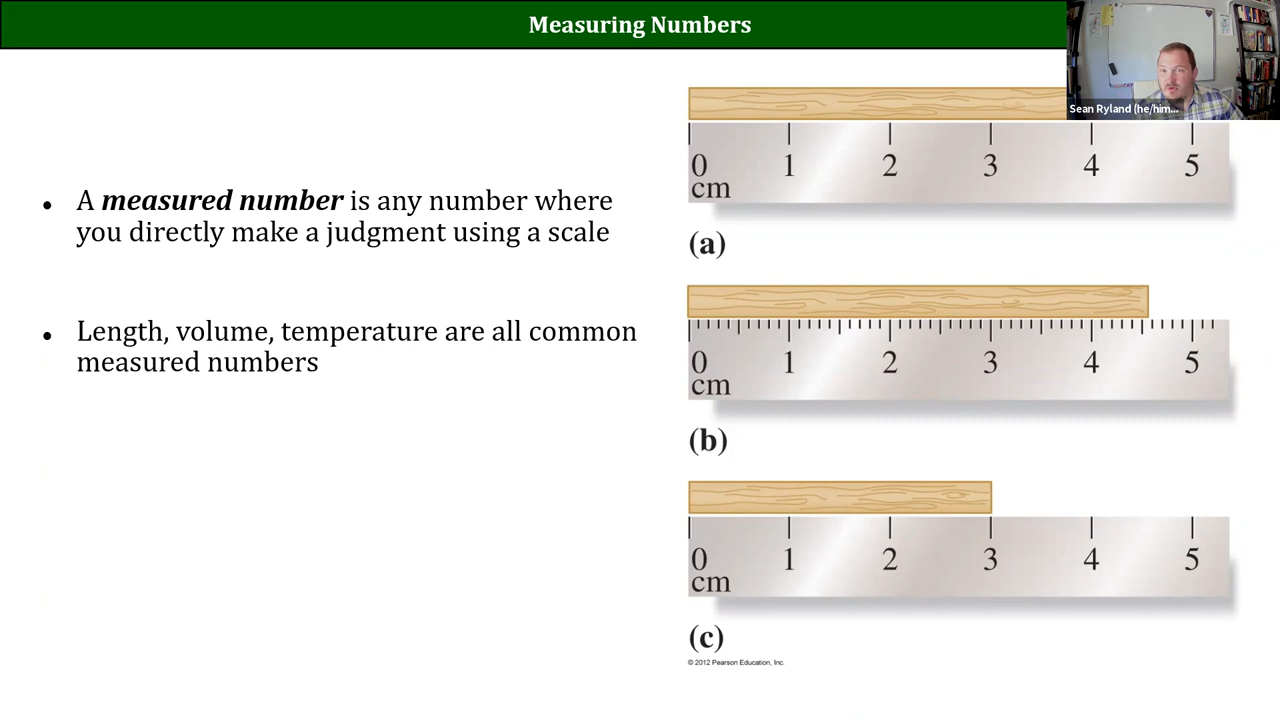 Measuring Numbers
Sean Ryland (he/him...
• A measured number is any number where
you directly make a judgment using a scale
• Length, volume, temperature are all common
measured numbers
0 1 2 3 4 5
cm
(a)
0 1 2 3 4 5
cm
(b)
0 1 2 3 4 5
cm
(c)
© 2012 Pearson Education, Inc.